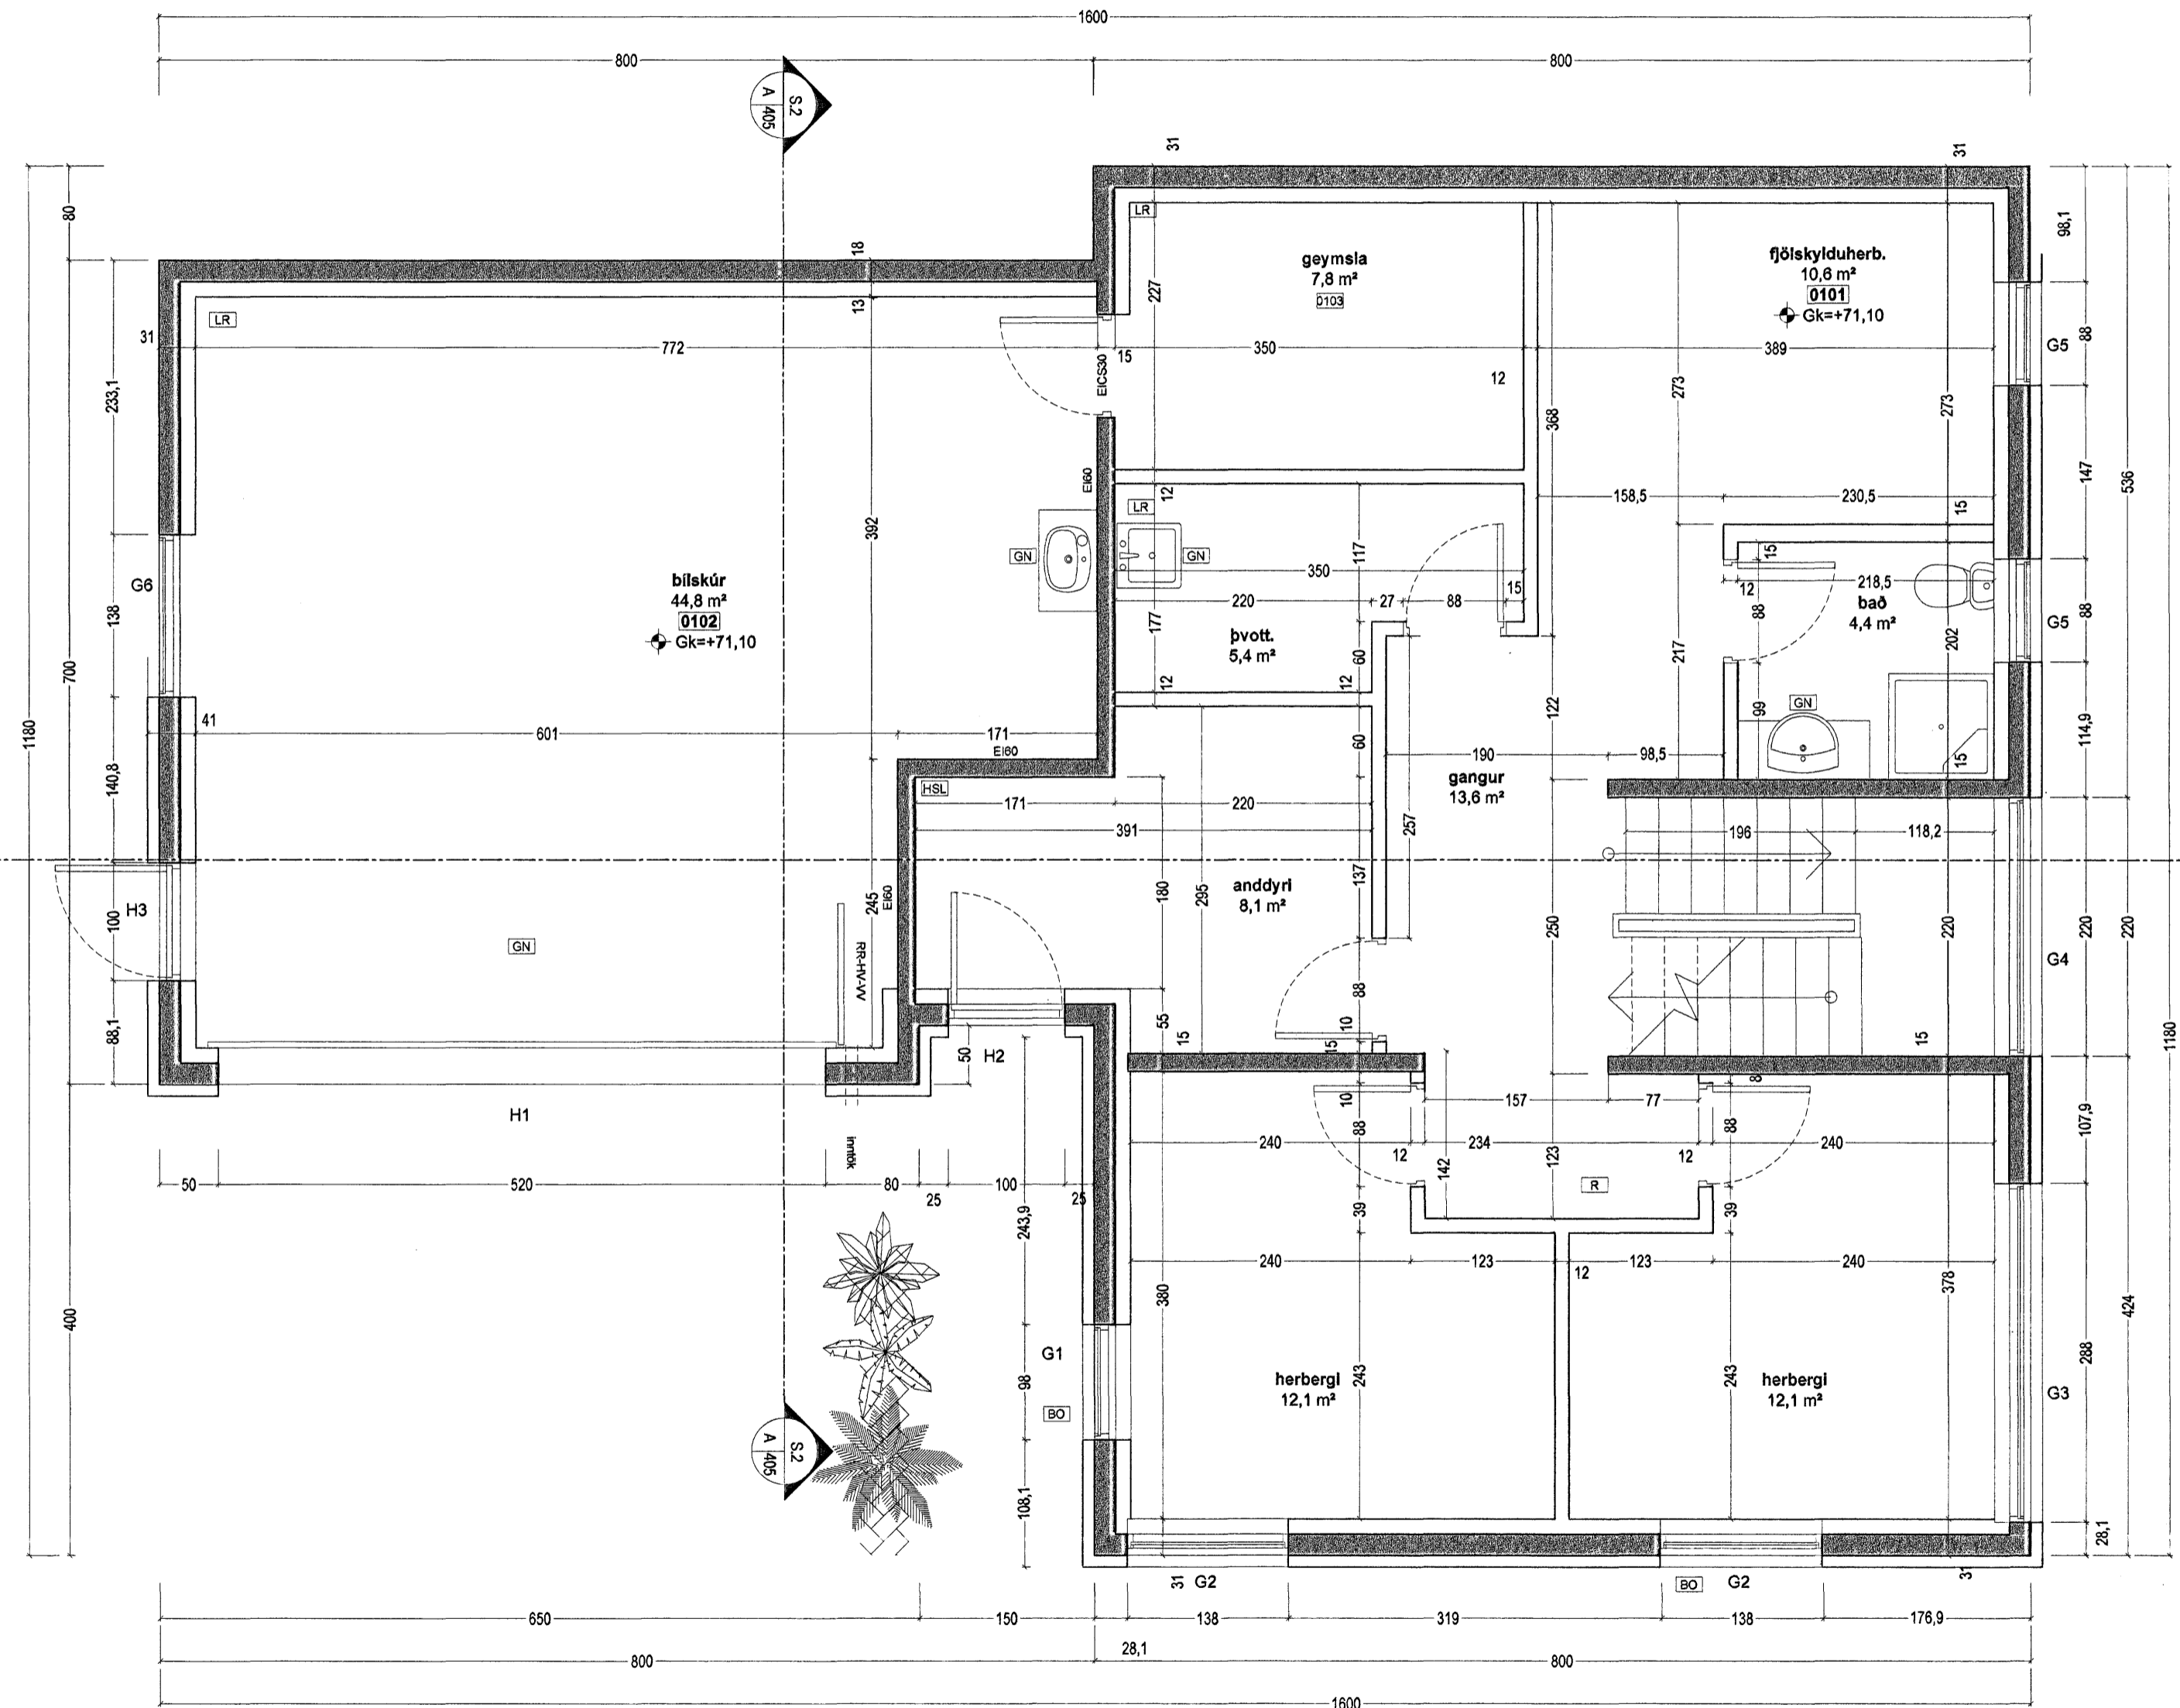 1600
800
800
S.2
A 405
31
31
80
98,1
18
LR
geymsla
7,8 m²
0103
fjölskylduherb.
10,6 m²
0101
Gk=+71,10
227
13
LR
31
772
15
350
389
G5
88
EICS30
12
273
273
233,1
368
EI60
12
LR
158,5
230,5
15
147
536
392
GN
GN
117
350
15
15
12
218,5
G6
138
bílskúr
44,8 m²
0102
Gk=+71,10
220
27
88
177
þvott.
5,4 m²
88
bað
4,4 m²
202
G5
88
700
60
217
12
12
41
601
171
EI60
122
99
GN
114,9
60
190
98,5
15
1180
140,8
HSL
171
220
391
gangur
13,6 m²
257
196
118,2
H3
100
GN
245
EI60
RR-HV-VV
180
295
anddyri
8,1 m²
137
250
220
220
220
G4
88,1
50
H2
55
15
88
10
15
15
1180
H1
inntök
10
88
157
77
8
88
107,9
240
234
240
12
12
142
123
R
50
520
80
25
100
25
243,9
39
39
240
123
12
123
240
400
380
G1
98
BO
243
herbergi
12,1 m²
243
herbergi
12,1 m²
378
288
G3
424
S.2
A 405
108,1
28,1
31
G2
BO
G2
31
650
150
138
319
138
176,9
28,1
800
800
1600